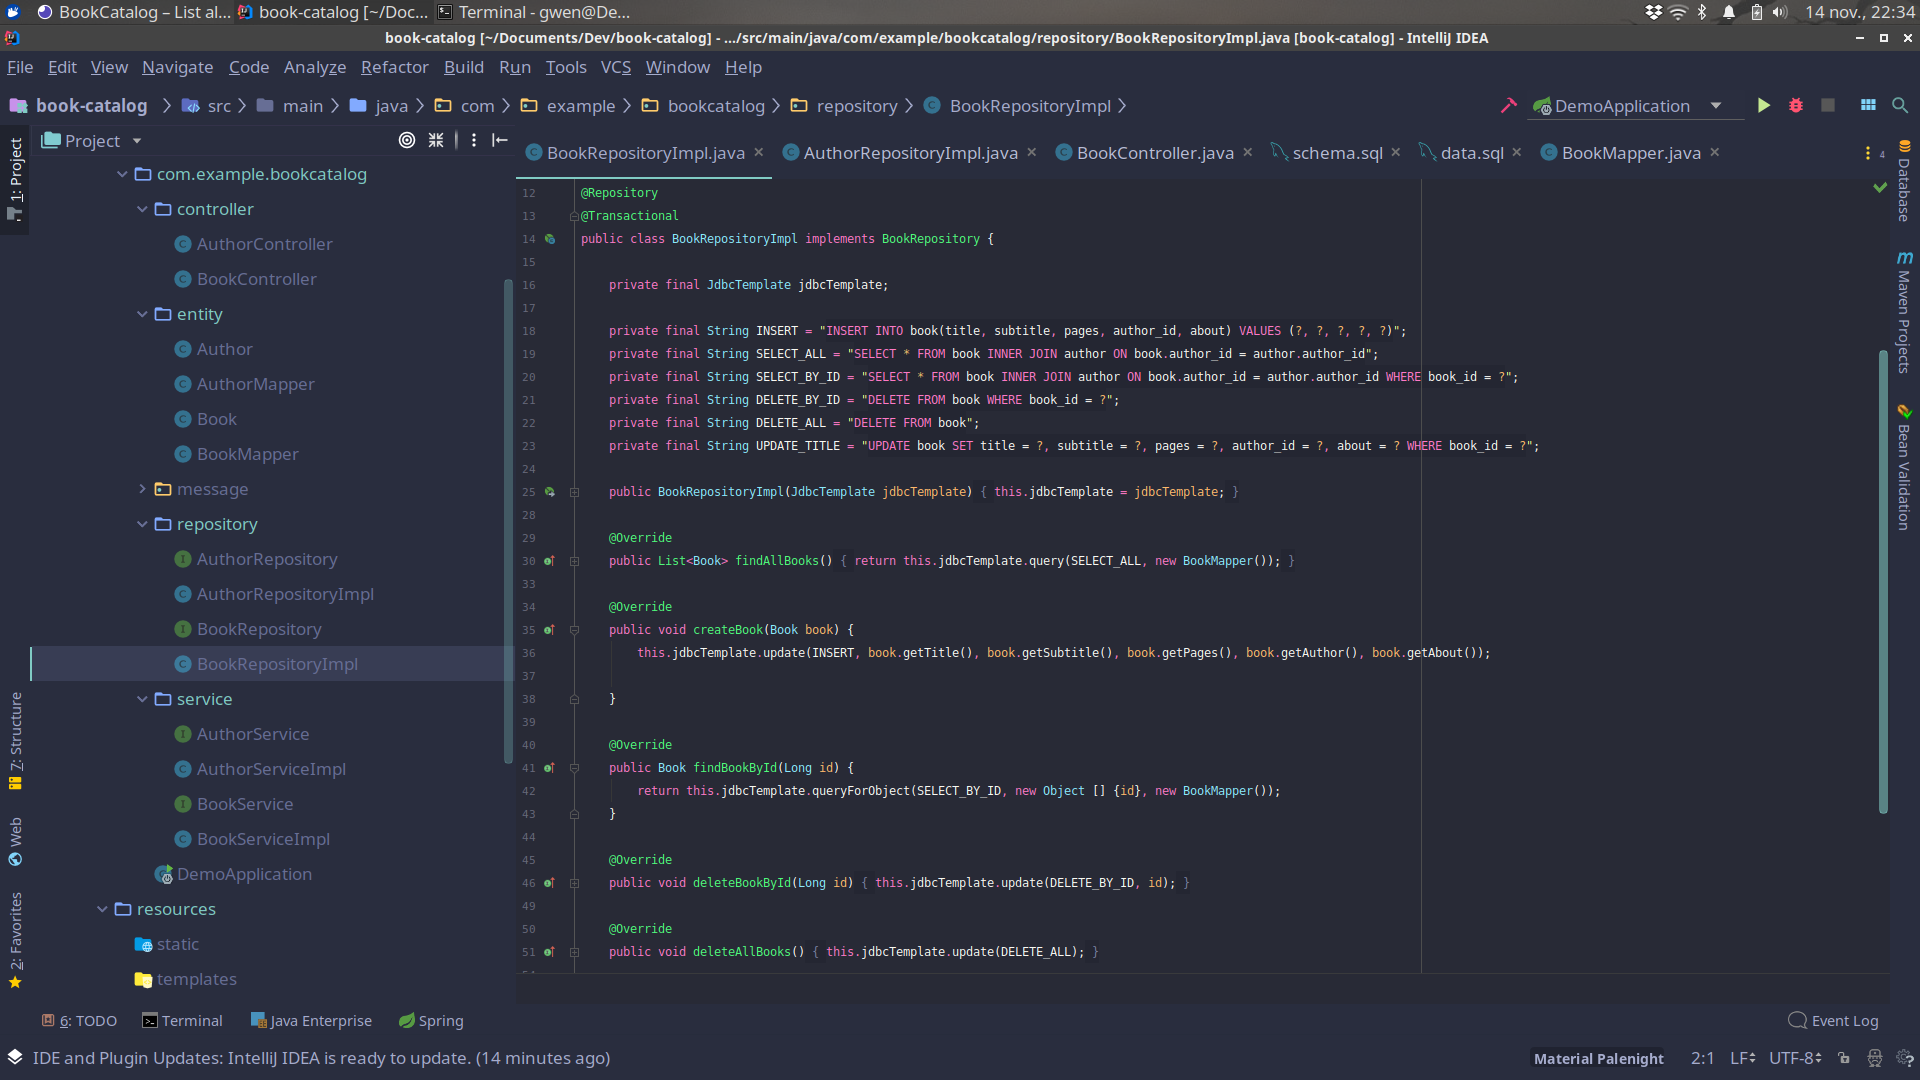 BookCatalog – List al...
book-catalog [~/Doc...
Terminal - gwen@De...
14 nov., 22:34
book-catalog [~/Documents/Dev/book-catalog] - .../src/main/java/com/example/bookcatalog/repository/BookRepositoryImpl.java [book-catalog] - IntelliJ IDEA
File Edit View Navigate Code Analyze Refactor Build Run Tools VCS Window Help
book-catalog src main java com example bookcatalog repository BookRepositoryImpl
DemoApplication
1: Project
7: Structure
Web
2: Favorites
Project
com.example.bookcatalog
controller
AuthorController
BookController
entity
Author
AuthorMapper
Book
BookMapper
message
repository
AuthorRepository
AuthorRepositoryImpl
BookRepository
BookRepositoryImpl
service
AuthorService
AuthorServiceImpl
BookService
BookServiceImpl
DemoApplication
resources
static
templates
BookRepositoryImpl.java AuthorRepositoryImpl.java BookController.java schema.sql data.sql BookMapper.java 4
12 @Repository
13 @Transactional
14 public class BookRepositoryImpl implements BookRepository {
15
16 private final JdbcTemplate jdbcTemplate;
17
18 private final String INSERT = "INSERT INTO book(title, subtitle, pages, author_id, about) VALUES (?, ?, ?, ?, ?)";
19 private final String SELECT_ALL = "SELECT * FROM book INNER JOIN author ON book.author_id = author.author_id";
20 private final String SELECT_BY_ID = "SELECT * FROM book INNER JOIN author ON book.author_id = author.author_id WHERE book_id = ?";
21 private final String DELETE_BY_ID = "DELETE FROM book WHERE book_id = ?";
22 private final String DELETE_ALL = "DELETE FROM book";
23 private final String UPDATE_TITLE = "UPDATE book SET title = ?, subtitle = ?, pages = ?, author_id = ?, about = ? WHERE book_id = ?";
24
25 public BookRepositoryImpl(JdbcTemplate jdbcTemplate) { this.jdbcTemplate = jdbcTemplate; }
28
29 @Override
30 public List<Book> findAllBooks() { return this.jdbcTemplate.query(SELECT_ALL, new BookMapper()); }
33
34 @Override
35 public void createBook(Book book) {
36 this.jdbcTemplate.update(INSERT, book.getTitle(), book.getSubtitle(), book.getPages(), book.getAuthor(), book.getAbout());
37
38 }
39
40 @Override
41 public Book findBookById(Long id) {
42 return this.jdbcTemplate.queryForObject(SELECT_BY_ID, new Object [] {id}, new BookMapper());
43 }
44
45 @Override
46 public void deleteBookById(Long id) { this.jdbcTemplate.update(DELETE_BY_ID, id); }
49
50 @Override
51 public void deleteAllBooks() { this.jdbcTemplate.update(DELETE_ALL); }
Database
Maven Projects
Bean Validation
6: TODO Terminal Java Enterprise Spring Event Log
IDE and Plugin Updates: IntelliJ IDEA is ready to update. (14 minutes ago) Material Palenight 2:1 LF UTF-8